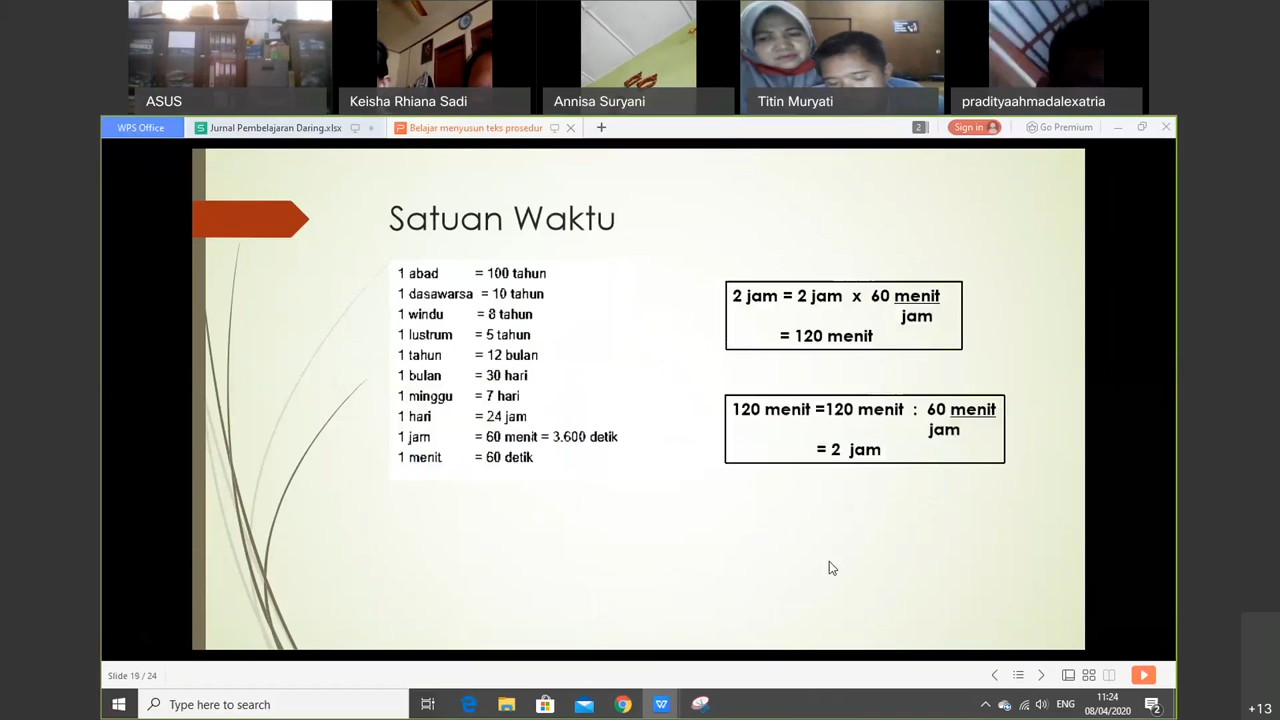 ASUS
Keisha Rhiana Sadi
Annisa Suryani
Titin Muryati
pradityaahmadalexatria
WPS Office
Jurnal Pembelajaran Daring.xlsx
Belajar menyusun teks prosedur
2
Sign in
Go Premium
Satuan Waktu
1 abad = 100 tahun
1 dasawarsa = 10 tahun
1 windu = 8 tahun
1 lustrum = 5 tahun
1 tahun = 12 bulan
1 bulan = 30 hari
1 minggu = 7 hari
1 hari = 24 jam
1 jam = 60 menit = 3.600 detik
1 menit = 60 detik
2 jam = 2 jam x 60 menit
jam
= 120 menit
120 menit =120 menit : 60 menit
jam
= 2 jam
Slide 19 / 24
Type here to search
ENG
11:24
08/04/2020
2
+13